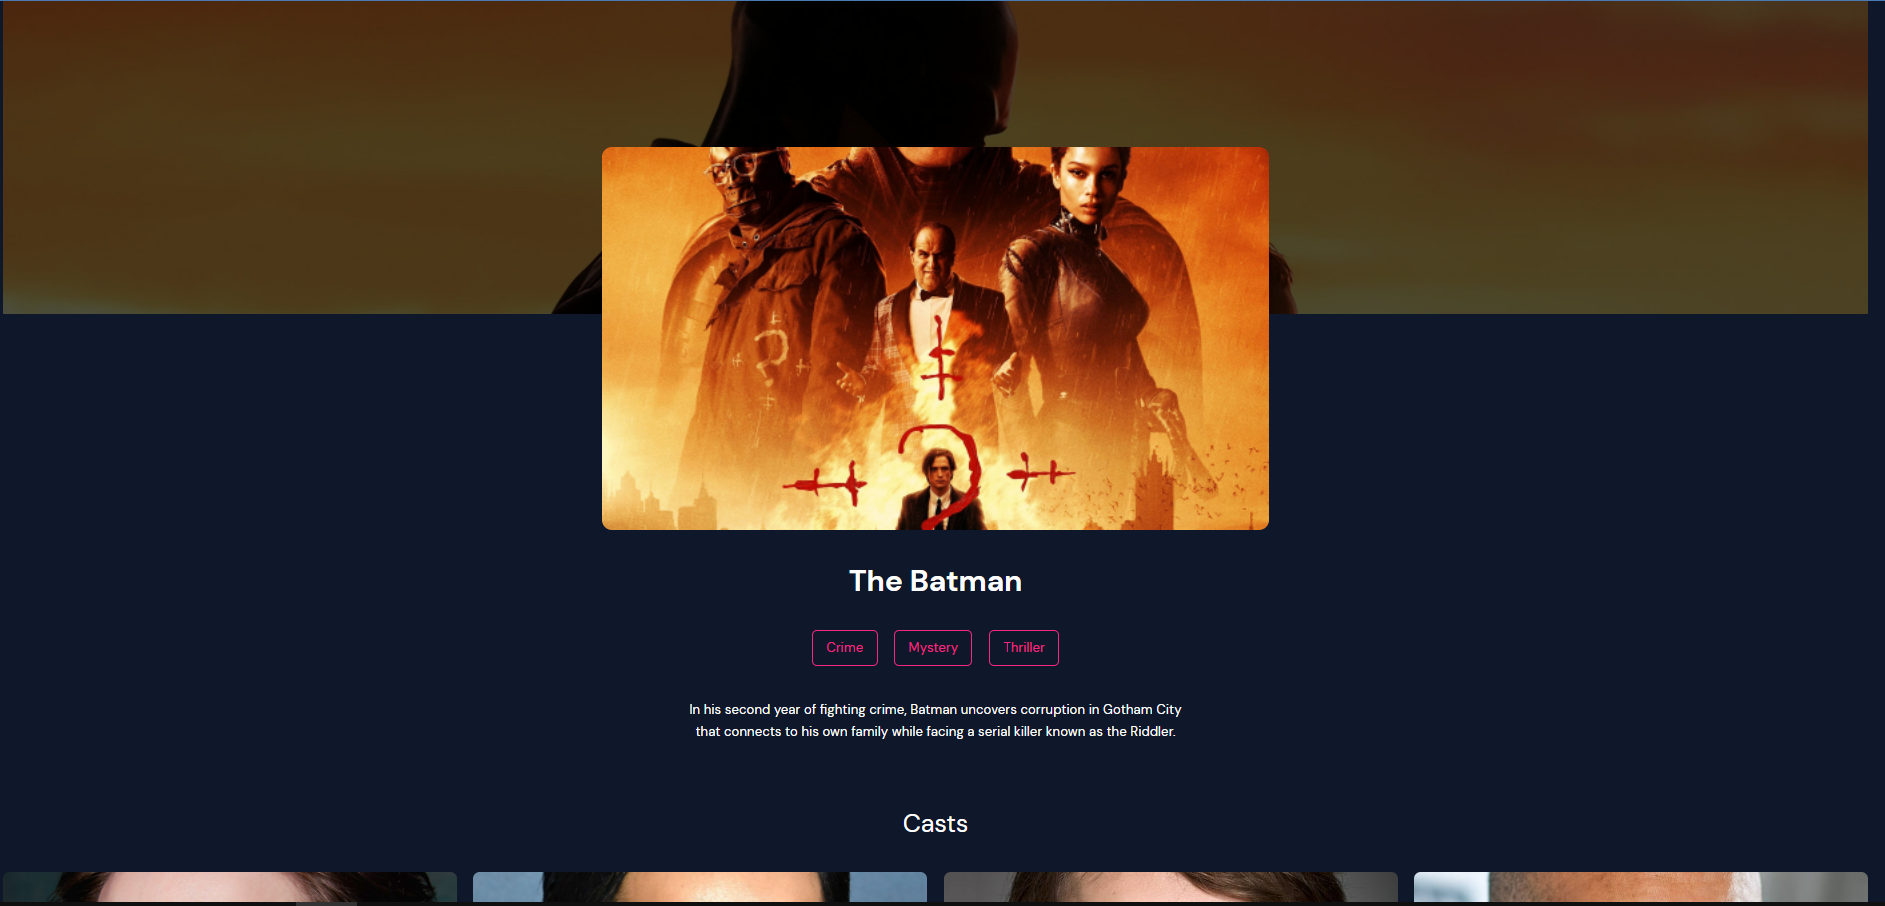 The Batman
Crime
Mystery
Thriller
In his second year of fighting crime, Batman uncovers corruption in Gotham City
that connects to his own family while facing a serial killer known as the Riddler.
Casts